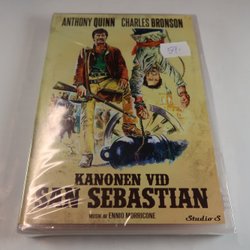 ANTHONY QUINN CHARLES BRONSON
59:-
KANONEN VID
SAN SEBASTIAN
MUSIK AV ENNIO MORRICONE
Studio S